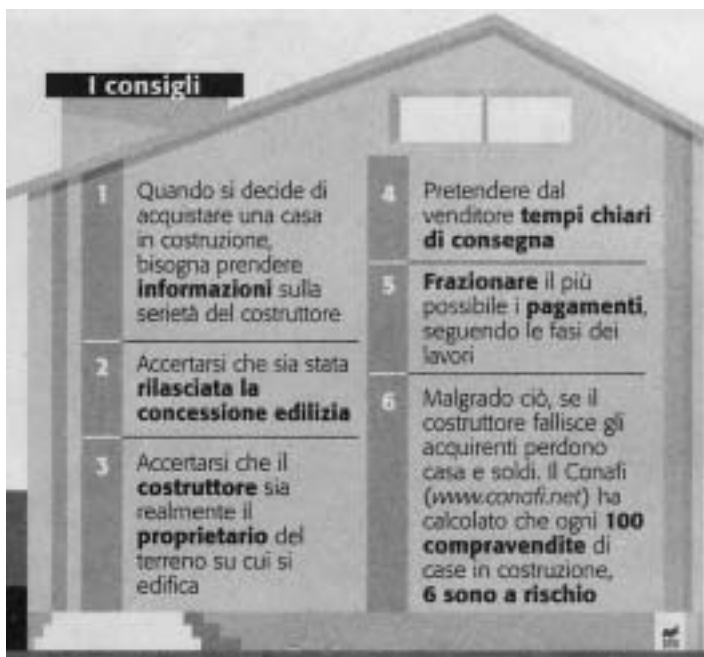 I consigli
1
Quando si decide di
acquistare una casa
in costruzione,
bisogna prendere
informazioni sulla
serietà del costruttore
2
Accertarsi che sia stata
rilasciata la
concessione edilizia
3
Accertarsi che il
costruttore sia
realmente il
proprietario del
terreno su cui si
edifica
4
Pretendere dal
venditore tempi chiari
di consegna
5
Frazionare il più
possibile i pagamenti,
seguendo le fasi dei
lavori
6
Malgrado ciò, se il
costruttore fallisce gli
acquirenti perdono
casa e soldi. Il Conafi
(www.conafi.net) ha
calcolato che ogni 100
compravendite di
case in costruzione,
6 sono a rischio